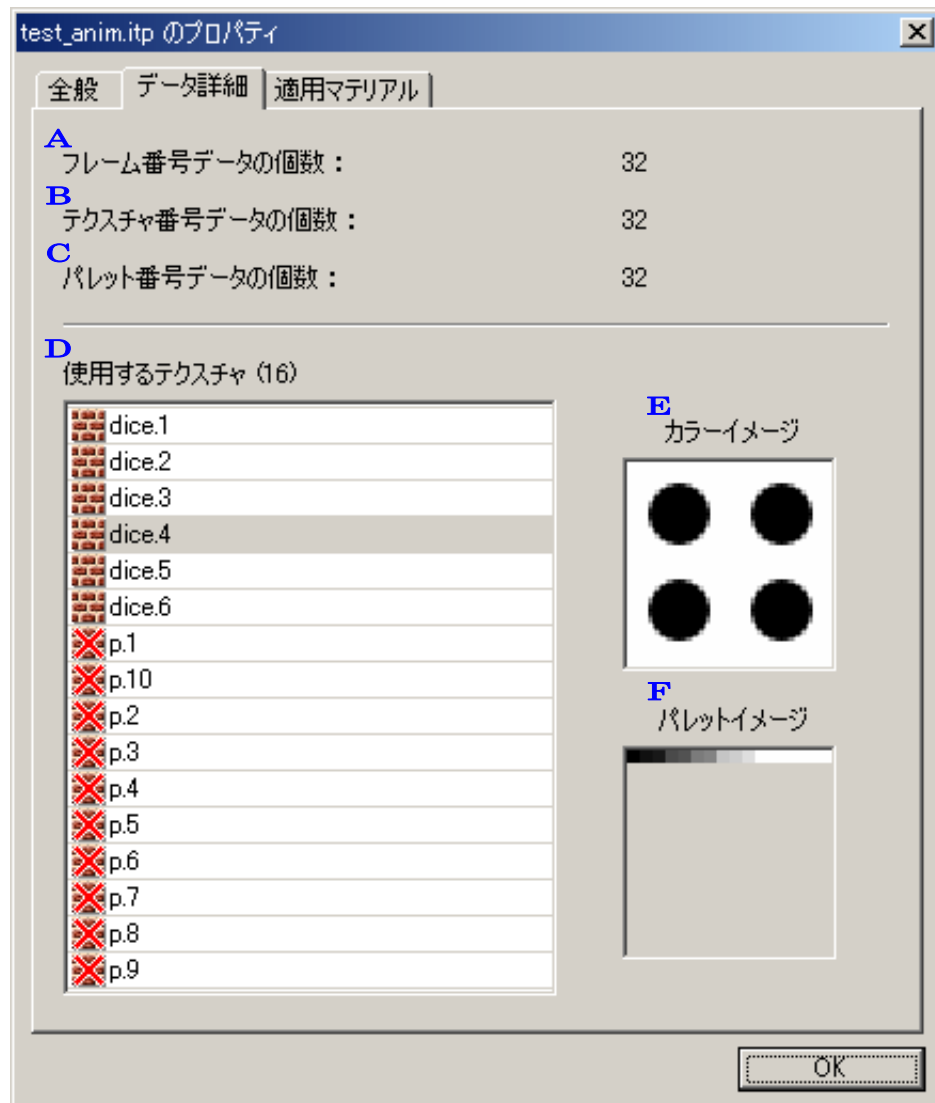 test_anim.itp のプロパティ
全般 データ詳細 適用マテリアル
A
フレーム番号データの個数： 32
B
テクスチャ番号データの個数： 32
C
パレット番号データの個数： 32
D
使用するテクスチャ (16)
dice.1
dice.2
dice.3
dice.4
dice.5
dice.6
p.1
p.10
p.2
p.3
p.4
p.5
p.6
p.7
p.8
p.9
E
カラーイメージ
F
パレットイメージ
OK